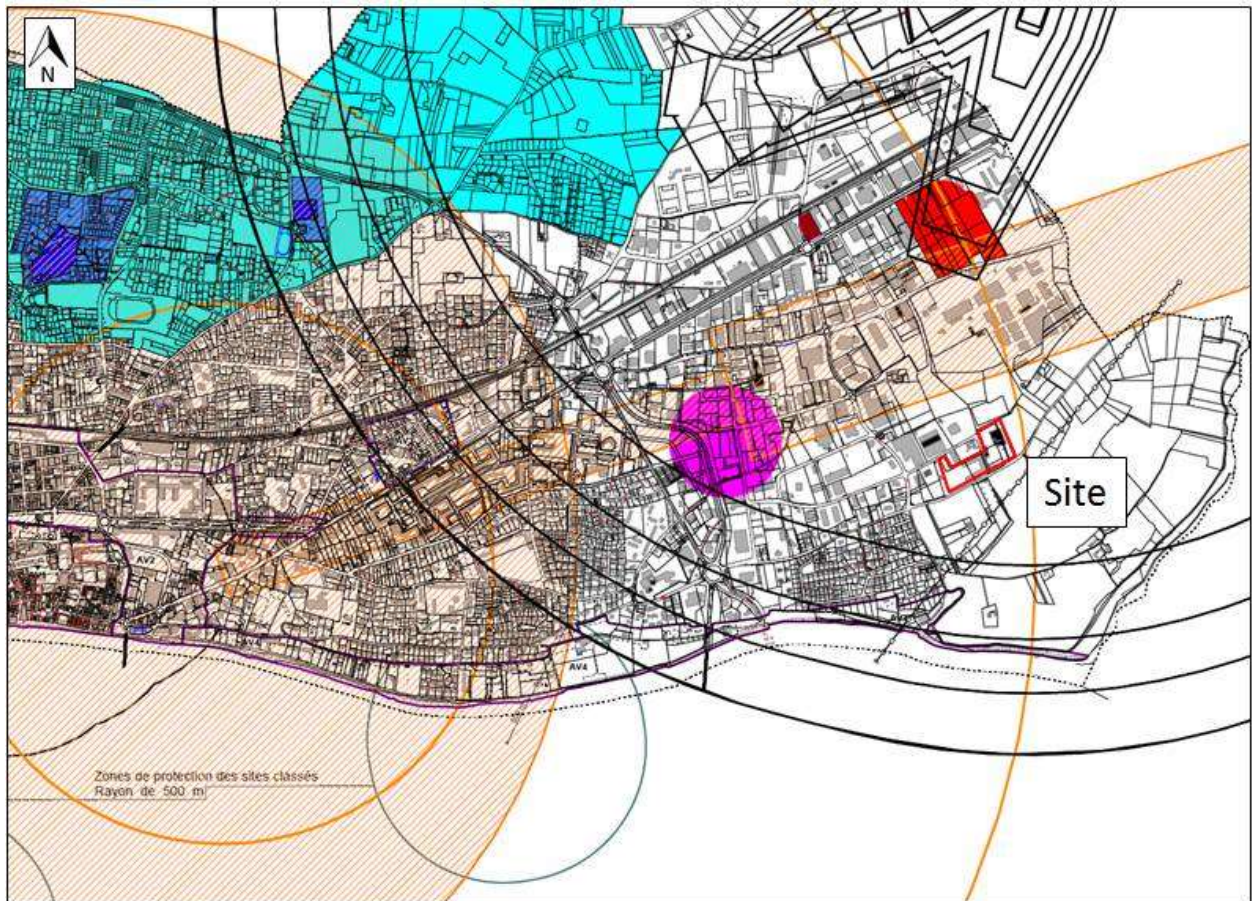 N
Site
AV2
AV4
Zones de protection des sites classés
Rayon de 500 m